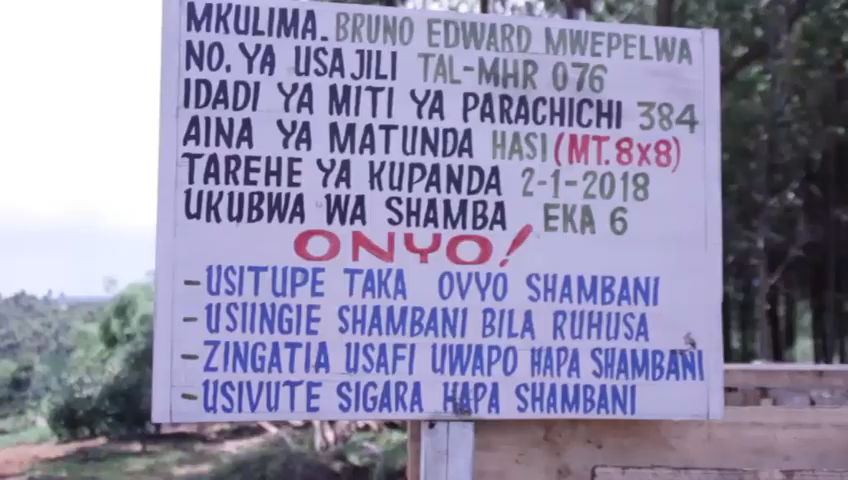 MKULIMA. BRUNO EDWARD MWEPELWA
NO. YA USAJILI TAL-MHR 076
IDADI YA MITI YA PARACHICHI 384
AINA YA MATUNDA HASI (MT. 8x8)
TAREHE YA KUPANDA 2-1-2018
UKUBWA WA SHAMBA EKA 6
ONYO!
-USITUPE TAKA OVYO SHAMBANI
-USIINGIE SHAMBANI BILA RUHUSA
-ZINGATIA USAFI UWAPO HAPA SHAMBANI
-USIVUTE SIGARA HAPA SHAMBANI